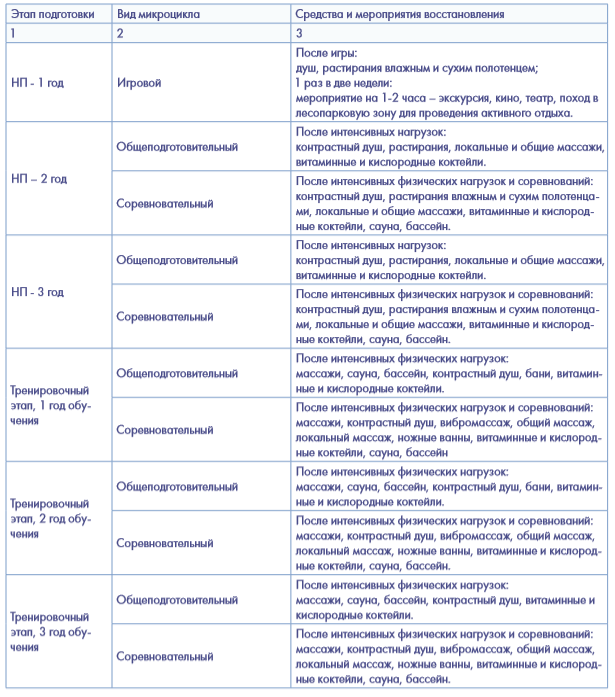 Этап подготовки
Вид микроцикла
Средства и мероприятия восстановления
1
2
3
НП - 1 год
Игровой
После игры:
душ, растирания влажным и сухим полотенцем;
1 раз в две недели:
мероприятие на 1-2 часа – экскурсия, кино, театр, поход в
лесопарковую зону для проведения активного отдыха.
НП – 2 год
Общеподготовительный
После интенсивных нагрузок:
контрастный душ, растирания, локальные и общие массажи,
витаминные и кислородные коктейли.
Соревновательный
После интенсивных физических нагрузок и соревнований:
контрастный душ, растирания влажным и сухим полотенца-
ми, локальные и общие массажи, витаминные и кислород-
ные коктейли, сауна, бассейн.
НП - 3 год
Общеподготовительный
После интенсивных нагрузок:
контрастный душ, растирания, локальные и общие массажи,
витаминные и кислородные коктейли.
Соревновательный
После интенсивных физических нагрузок и соревнований:
контрастный душ, растирания влажным и сухим полотенца-
ми, локальные и общие массажи, витаминные и кислород-
ные коктейли, сауна, бассейн.
Тренировочный
этап, 1 год обу-
чения
Общеподготовительный
После интенсивных физических нагрузок:
массажи, сауна, бассейн, контрастный душ, бани, витамин-
ные и кислородные коктейли.
Соревновательный
После интенсивных физических нагрузок и соревнований:
массажи, контрастный душ, вибромассаж, общий массаж,
локальный массаж, ножные ванны, витаминные и кислород-
ные коктейли, сауна, бассейн
Тренировочный
этап, 2 год обу-
чения
Общеподготовительный
После интенсивных физических нагрузок:
массажи, сауна, бассейн, контрастный душ, бани, витамин-
ные и кислородные коктейли.
Соревновательный
После интенсивных физических нагрузок и соревнований:
массажи, контрастный душ, вибромассаж, общий массаж,
локальный массаж, ножные ванны, витаминные и кислород-
ные коктейли, сауна, бассейн.
Тренировочный
этап, 3 год обу-
чения
Общеподготовительный
После интенсивных физических нагрузок:
массажи, сауна, бассейн, контрастный душ, витаминные и
кислородные коктейли.
Соревновательный
После интенсивных физических нагрузок и соревнований:
массажи, контрастный душ, вибромассаж, общий массаж,
локальный массаж, ножные ванны, витаминные и кислород-
ные коктейли, сауна, бассейн.